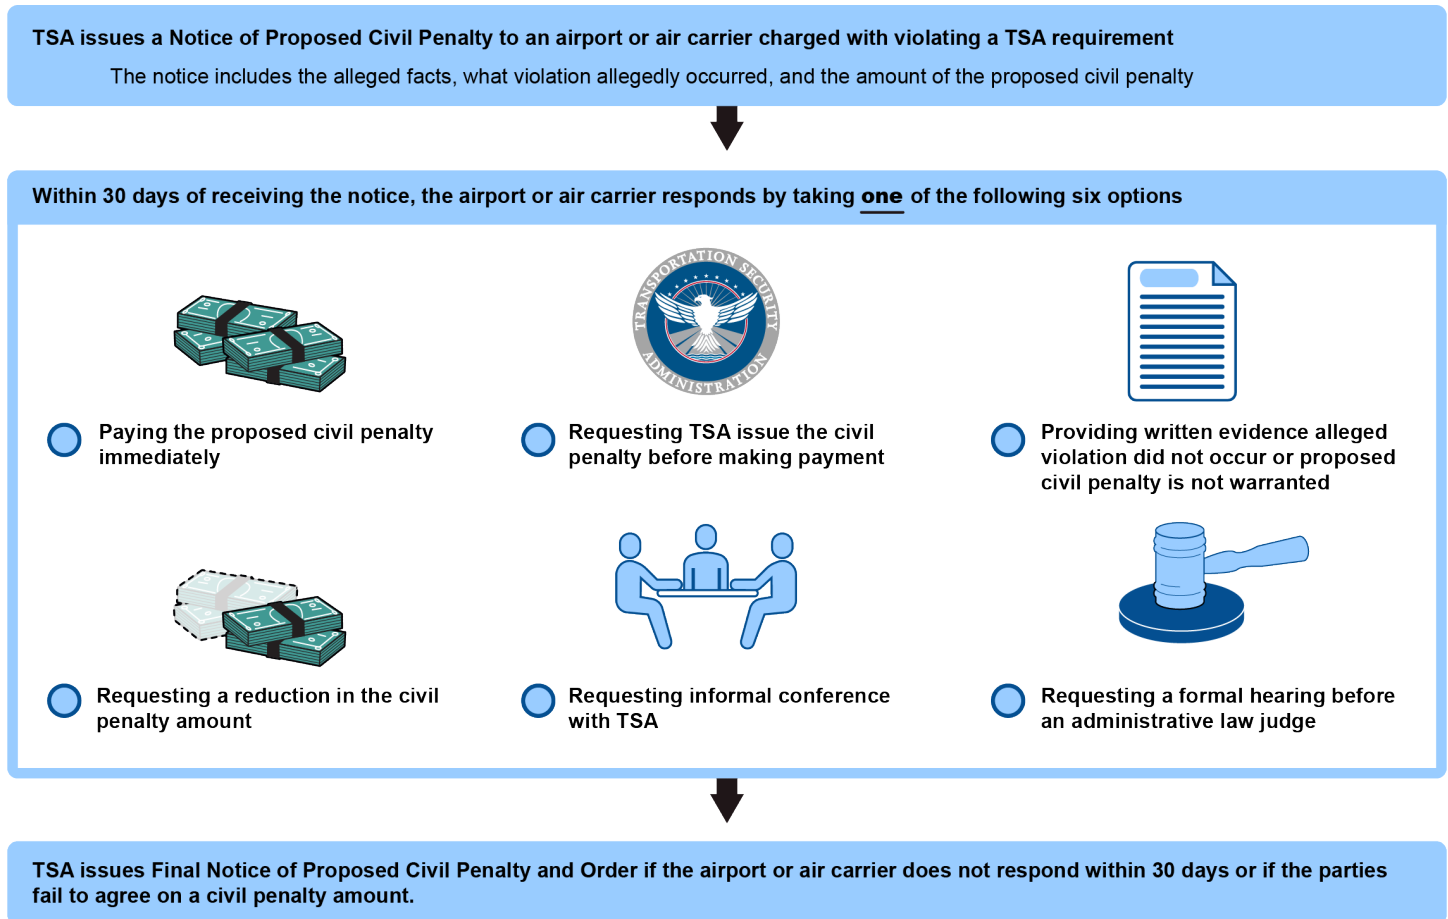 TSA issues a Notice of Proposed Civil Penalty to an airport or air carrier charged with violating a TSA requirement
The notice includes the alleged facts, what violation allegedly occurred, and the amount of the proposed civil penalty
Within 30 days of receiving the notice, the airport or air carrier responds by taking one of the following six options
TRANSPORTATION SECURITY
ADMINISTRATION
Paying the proposed civil penalty
immediately
Requesting TSA issue the civil
penalty before making payment
Providing written evidence alleged
violation did not occur or proposed
civil penalty is not warranted
Requesting a reduction in the civil
penalty amount
Requesting informal conference
with TSA
Requesting a formal hearing before
an administrative law judge
TSA issues Final Notice of Proposed Civil Penalty and Order if the airport or air carrier does not respond within 30 days or if the parties
fail to agree on a civil penalty amount.